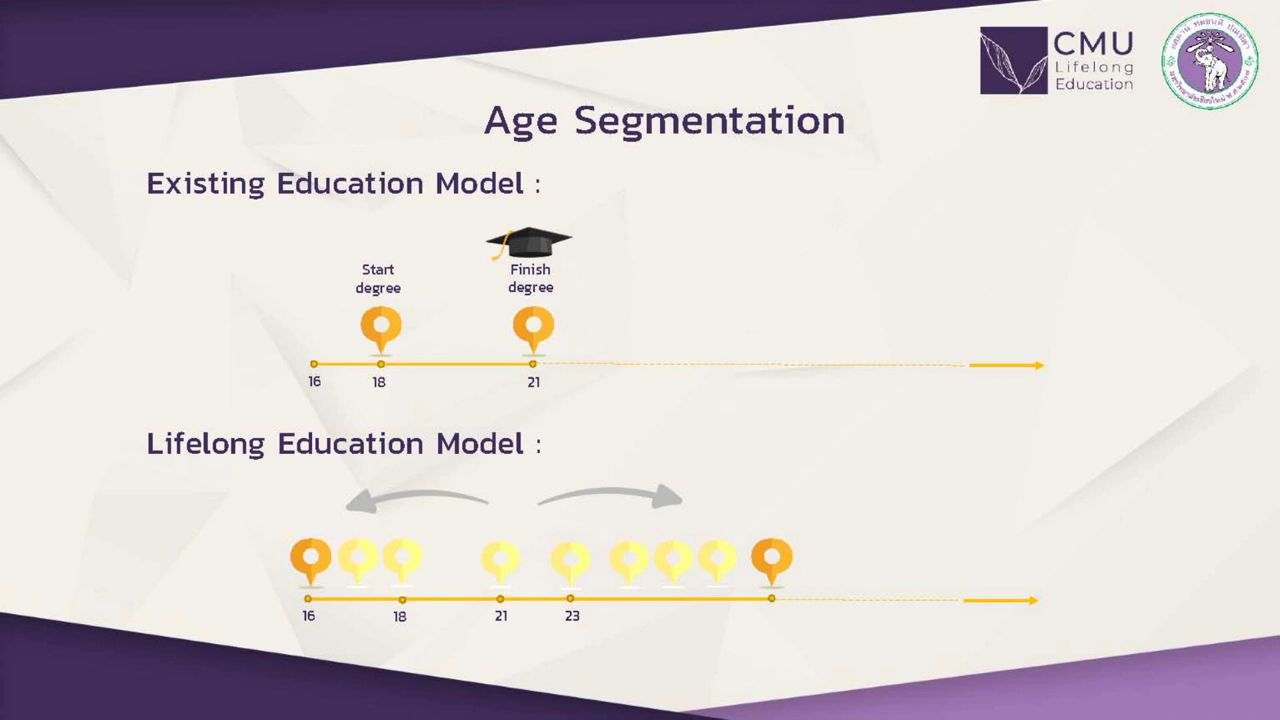 CMU
Lifelong
Education
Age Segmentation
Existing Education Model :
Start
degree
Finish
degree
16
18
21
Lifelong Education Model :
16
18
21
23